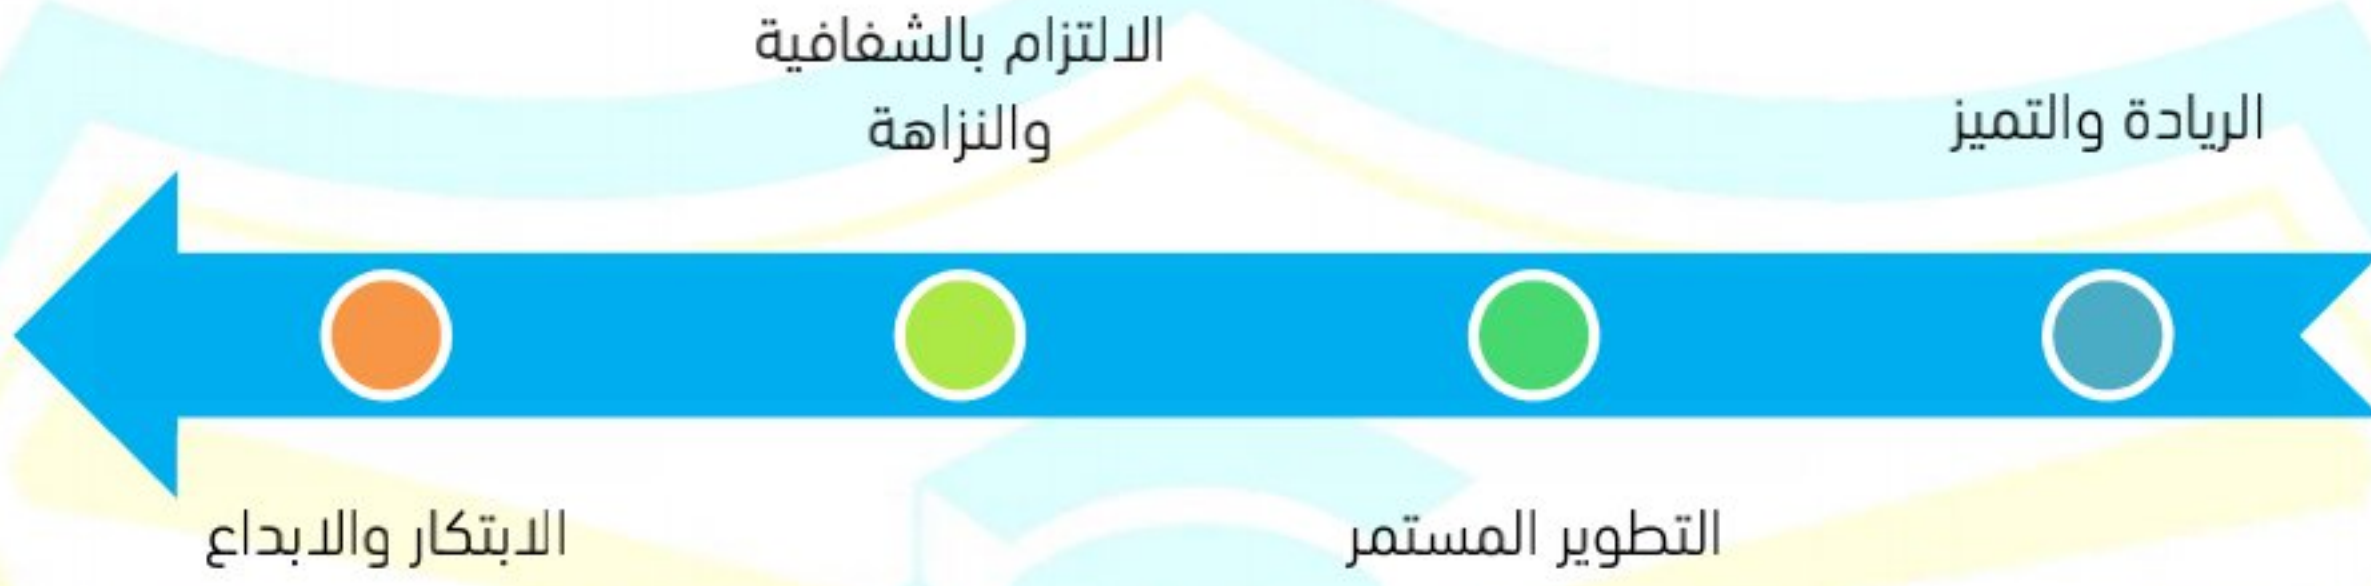 الريادة والتميز
التطوير المستمر
الالتزام بالشفافية
والنزاهة
الابتكار والابداع